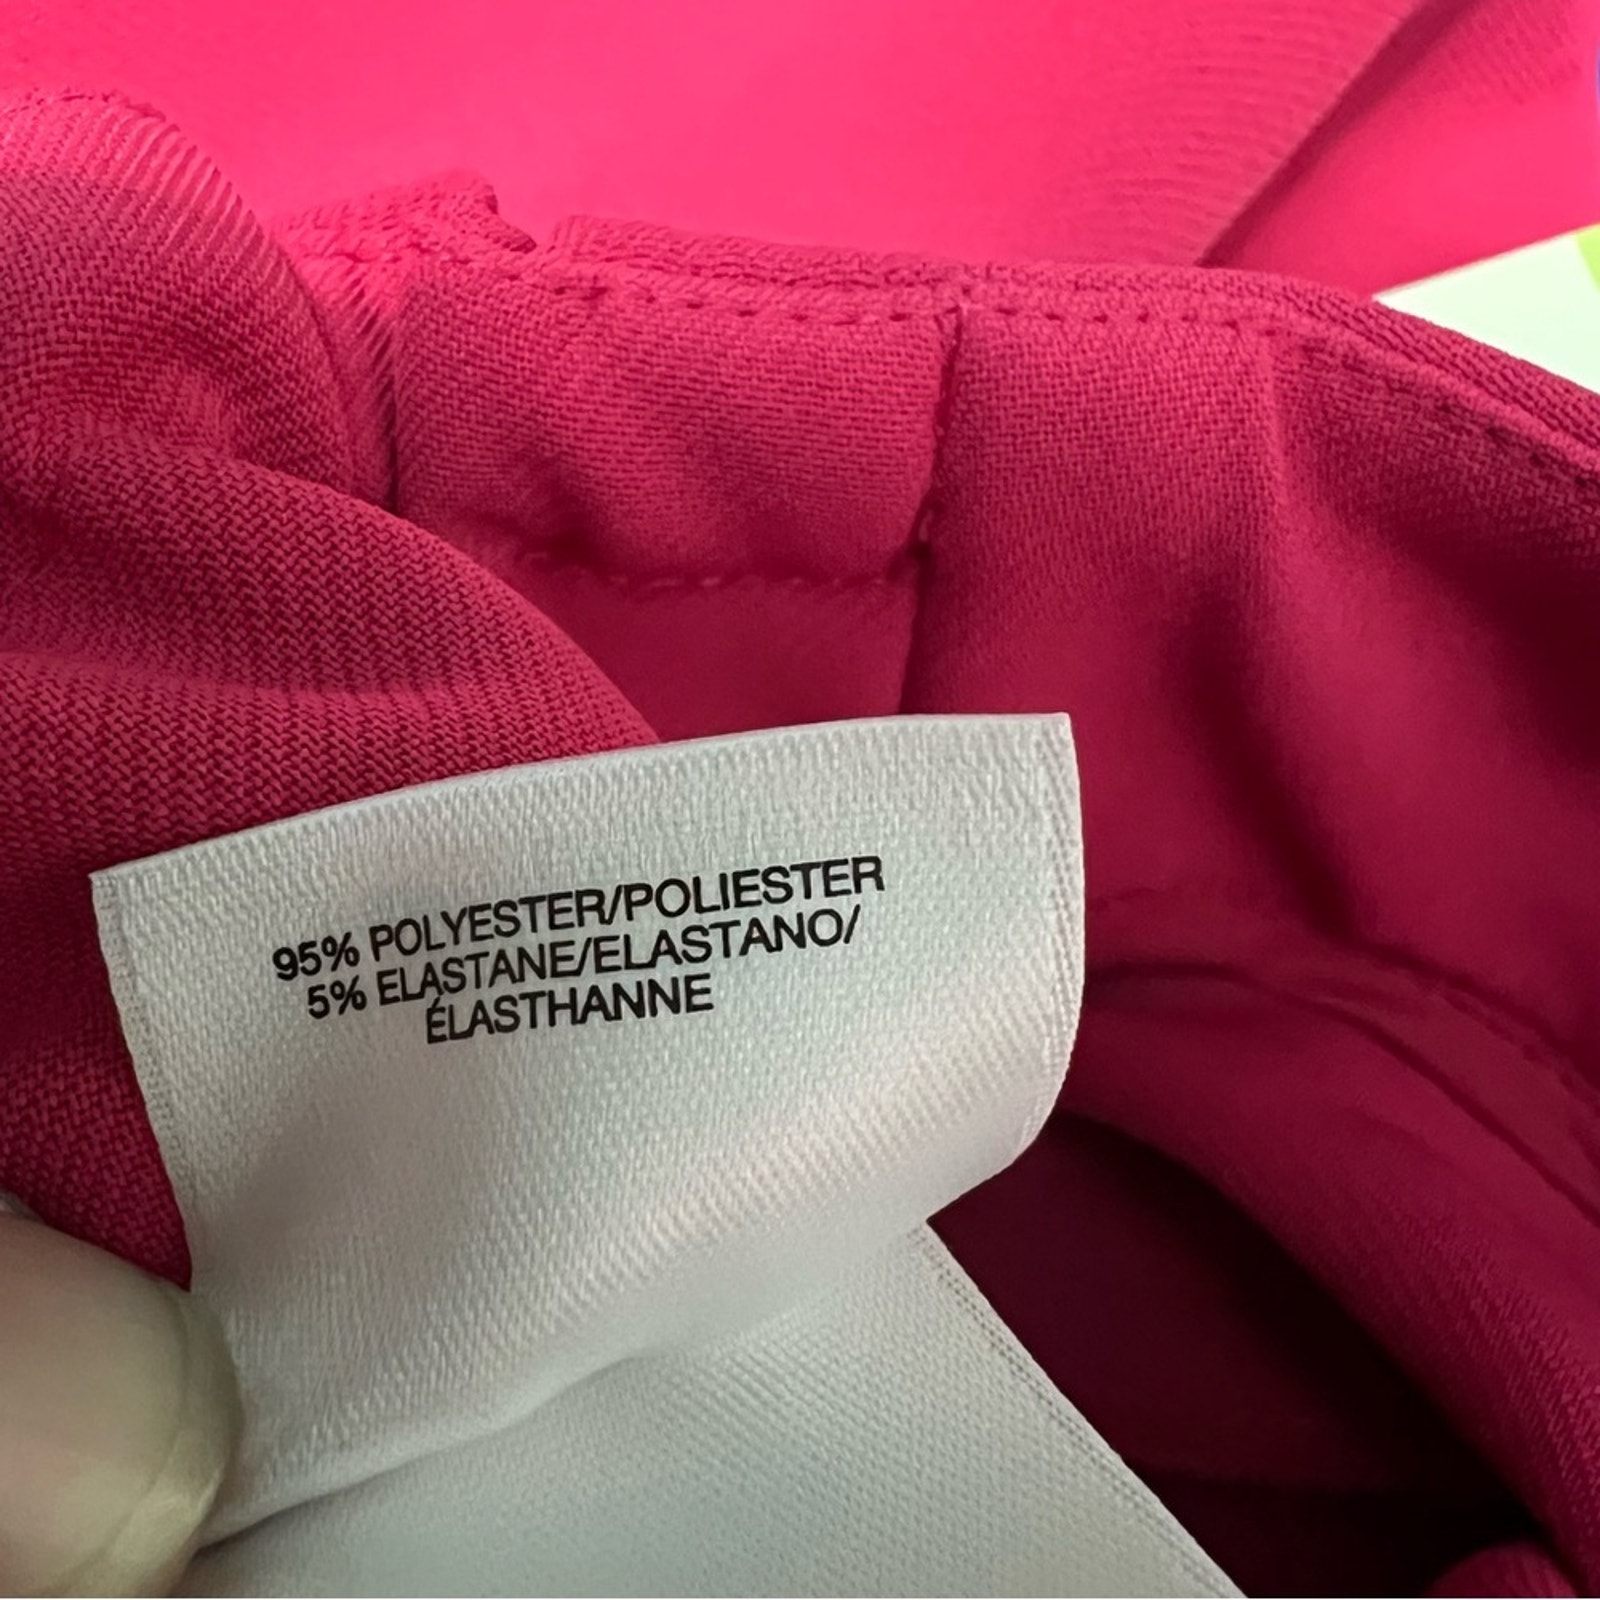 95% POLYESTER/POLIESTER
5% ELASTANE/ELASTANO/
ÉLASTHANNE